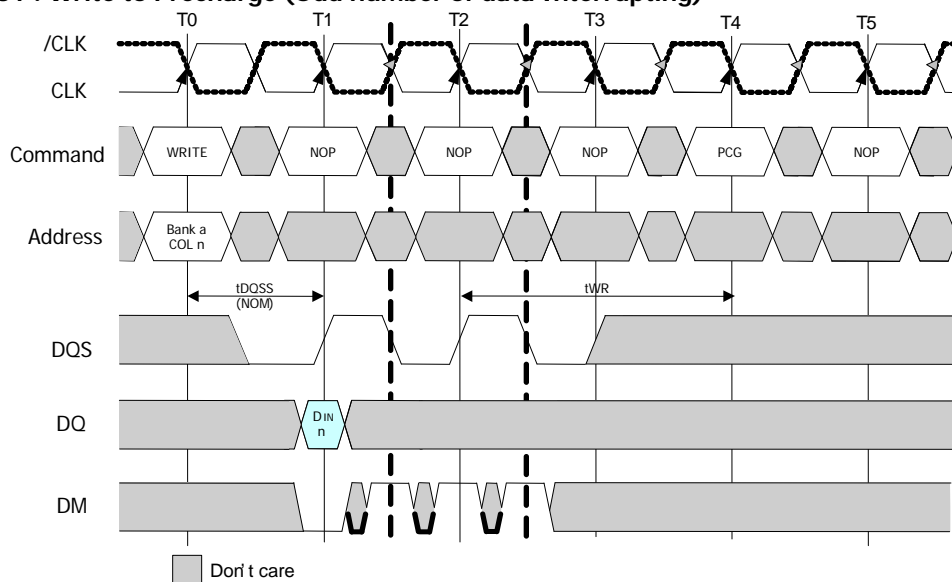 Write to Precharge (Odd number of data Writerrupting)
T0 T1 T2 T3 T4 T5
/CLK
CLK
Command WRITE NOP NOP NOP PCG NOP
Address Bank a
COL n
tDQSS
(NOM)
tWR
DQS
DQ DIN
n
DM
Don't care